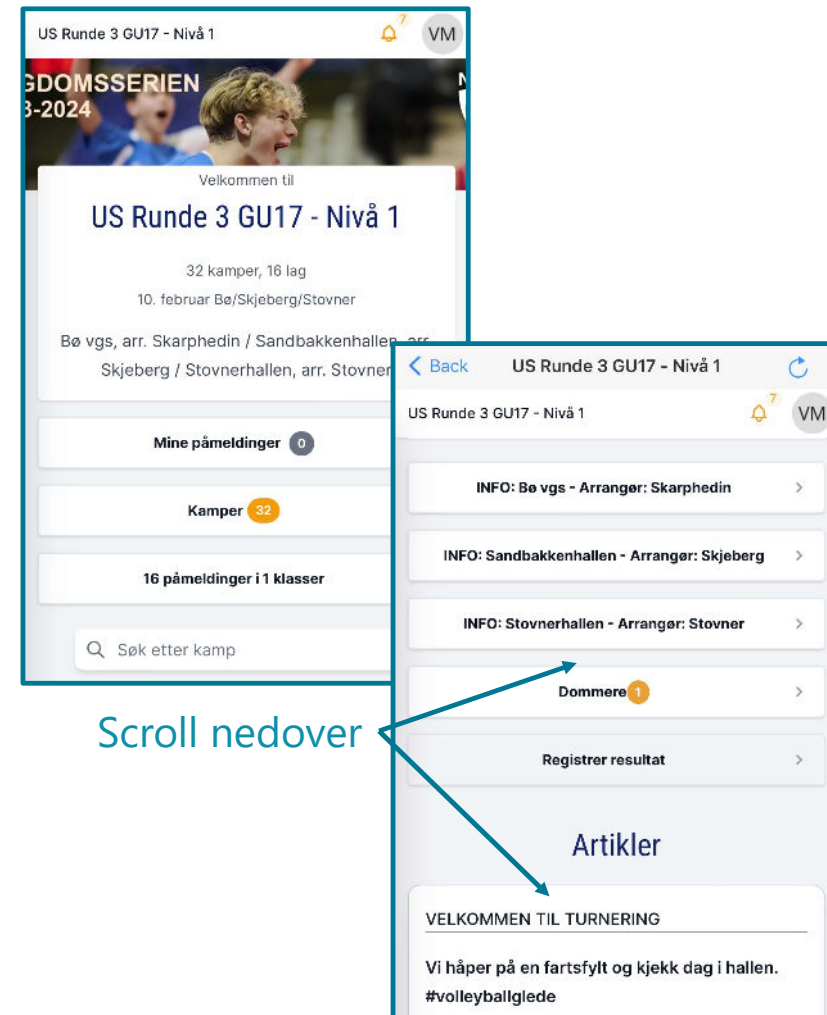 US Runde 3 GU17 - Nivå 1
7
VM
GDOMSSERIEN
3-2024
N
Velkommen til
US Runde 3 GU17 - Nivå 1
32 kamper, 16 lag
10. februar Bø/Skjeberg/Stovner
Bø vgs, arr. Skarphedin / Sandbakkenhallen, arr.
Skjeberg / Stovnerhallen, arr. Stovner
Mine påmeldinger 0
Kamper 32
16 påmeldinger i 1 klasser
Søk etter kamp
Scroll nedover
Back US Runde 3 GU17 - Nivå 1
US Runde 3 GU17 - Nivå 1
7
VM
INFO: Bø vgs - Arrangør: Skarphedin
INFO: Sandbakkenhallen - Arrangør: Skjeberg
INFO: Stovnerhallen - Arrangør: Stovner
Dommere 1
Registrer resultat
Artikler
VELKOMMEN TIL TURNERING
Vi håper på en fartsfylt og kjekk dag i hallen.
#volleyballglede